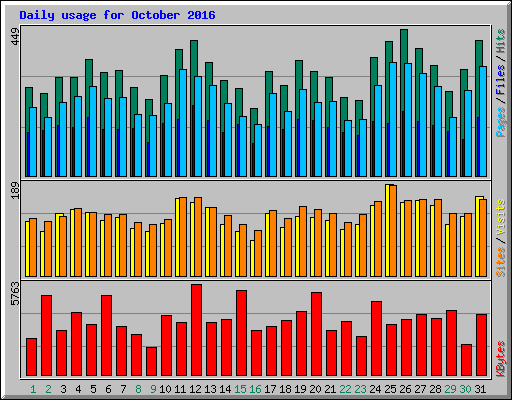 Daily usage for October 2016
449
Pages / Files / Hits
189
Sites / Visits
5763
KBytes
1 2 3 4 5 6 7 8 9 10 11 12 13 14 15 16 17 18 19 20 21 22 23 24 25 26 27 28 29 30 31